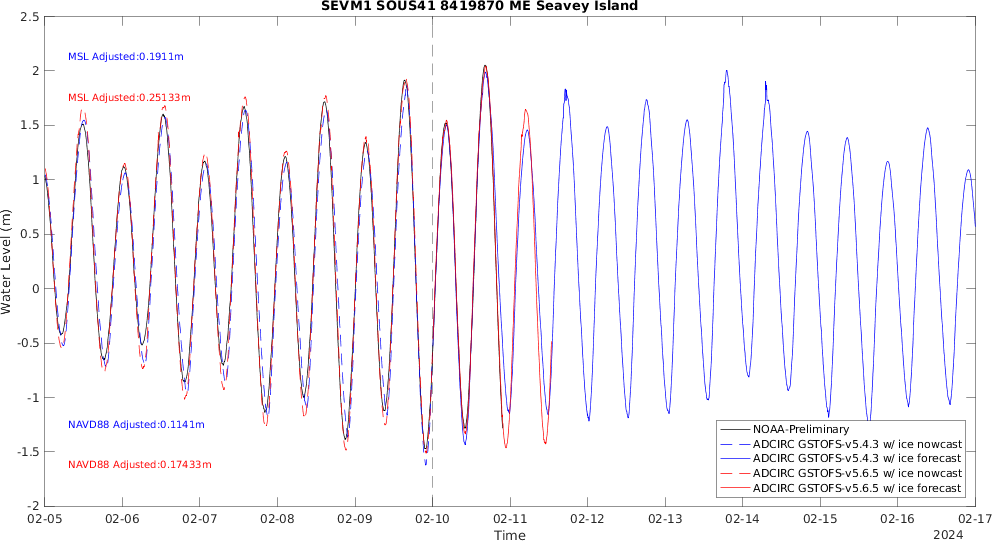 SEVM1 SOUS41 8419870 ME Seavey Island
2.5
2
1.5
1
0.5
0
-0.5
-1
-1.5
-2
Water Level (m)
MSL Adjusted:0.1911m
MSL Adjusted:0.25133m
NAVD88 Adjusted:0.1141m
NAVD88 Adjusted:0.17433m
NOAA-Preliminary
ADCIRC GSTOFS-v5.4.3 w/ ice nowcast
ADCIRC GSTOFS-v5.4.3 w/ ice forecast
ADCIRC GSTOFS-v5.6.5 w/ ice nowcast
ADCIRC GSTOFS-v5.6.5 w/ ice forecast
02-05 02-06 02-07 02-08 02-09 02-10 02-11 02-12 02-13 02-14 02-15 02-16 02-17
Time
2024